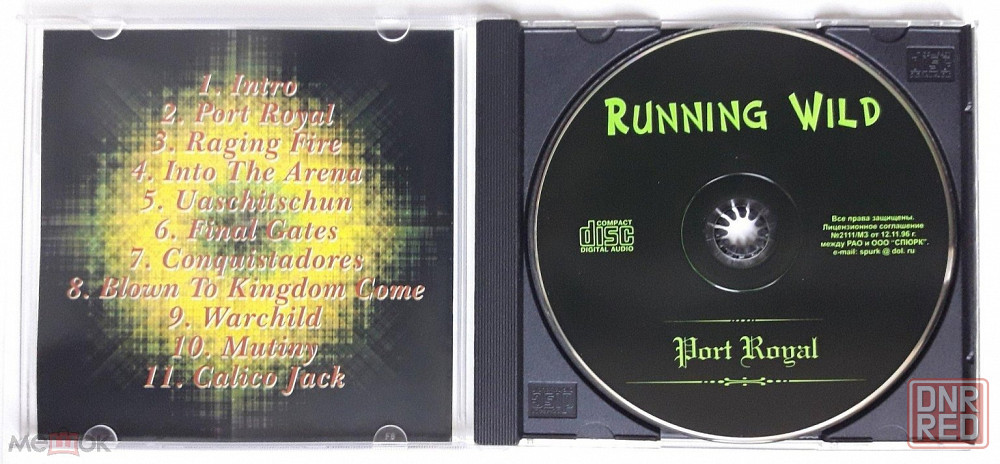 1. Intro
2. Port Royal
3. Raging Fire
4. Into The Arena
5. Uaschitschun
6. Final Gates
7. Conquistadores
8. Blown To Kingdom Come
9. Warchild
10. Mutiny
11. Calico Jack
RUNNING WILD
COMPACT
disc
DIGITAL AUDIO
Все права защищены.
Лицензионное соглашение
№2111/МЗ от 12.11.96 г.
между РАО и ООО "СПЮРК".
e-mail: spurk @ dol. ru
Port Royal
МешОК
DNR
RED